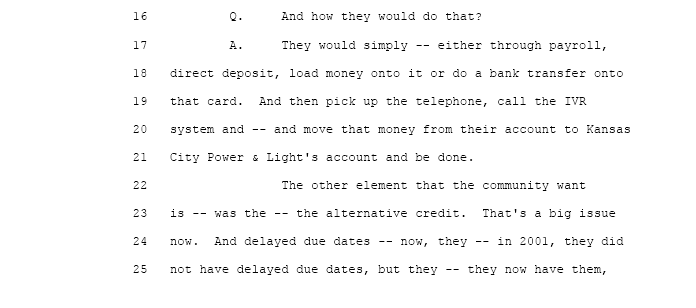 16 Q. And how they would do that?
17 A. They would simply -- either through payroll,
18 direct deposit, load money onto it or do a bank transfer onto
19 that card. And then pick up the telephone, call the IVR
20 system and -- and move that money from their account to Kansas
21 City Power & Light's account and be done.
22 The other element that the community want
23 is -- was the -- the alternative credit. That's a big issue
24 now. And delayed due dates -- now, they -- in 2001, they did
25 not have delayed due dates, but they -- they now have them,